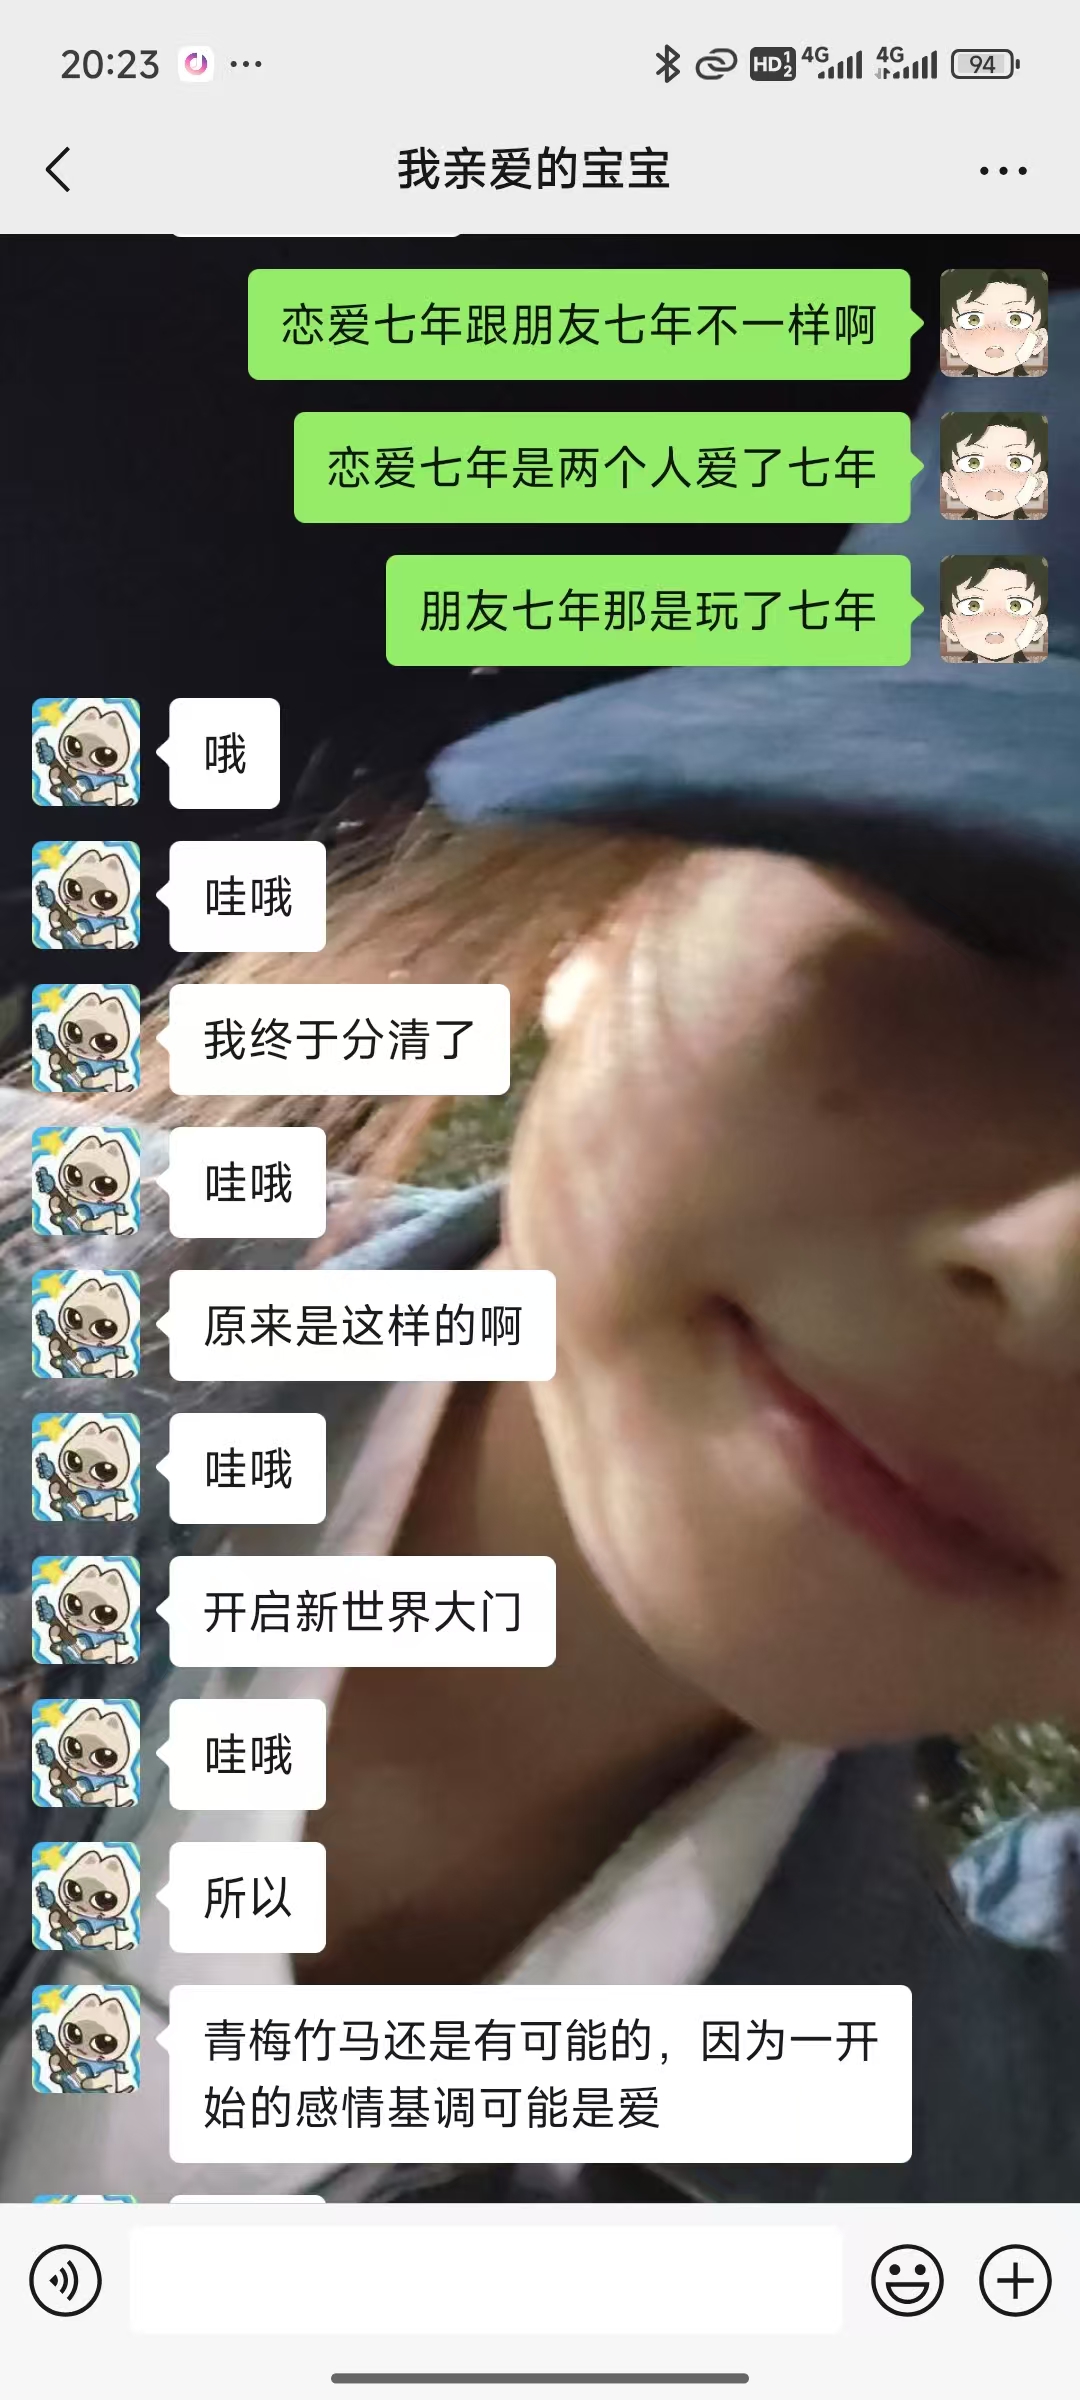 20:23
HD 1 2 4G 4G 94
我亲爱的宝宝
恋爱七年跟朋友七年不一样啊
恋爱七年是两个人爱了七年
朋友七年那是玩了七年
哦
哇哦
我终于分清了
哇哦
原来是这样的啊
哇哦
开启新世界大门
哇哦
所以
青梅竹马还是有可能的，因为一开
始的感情基调可能是爱